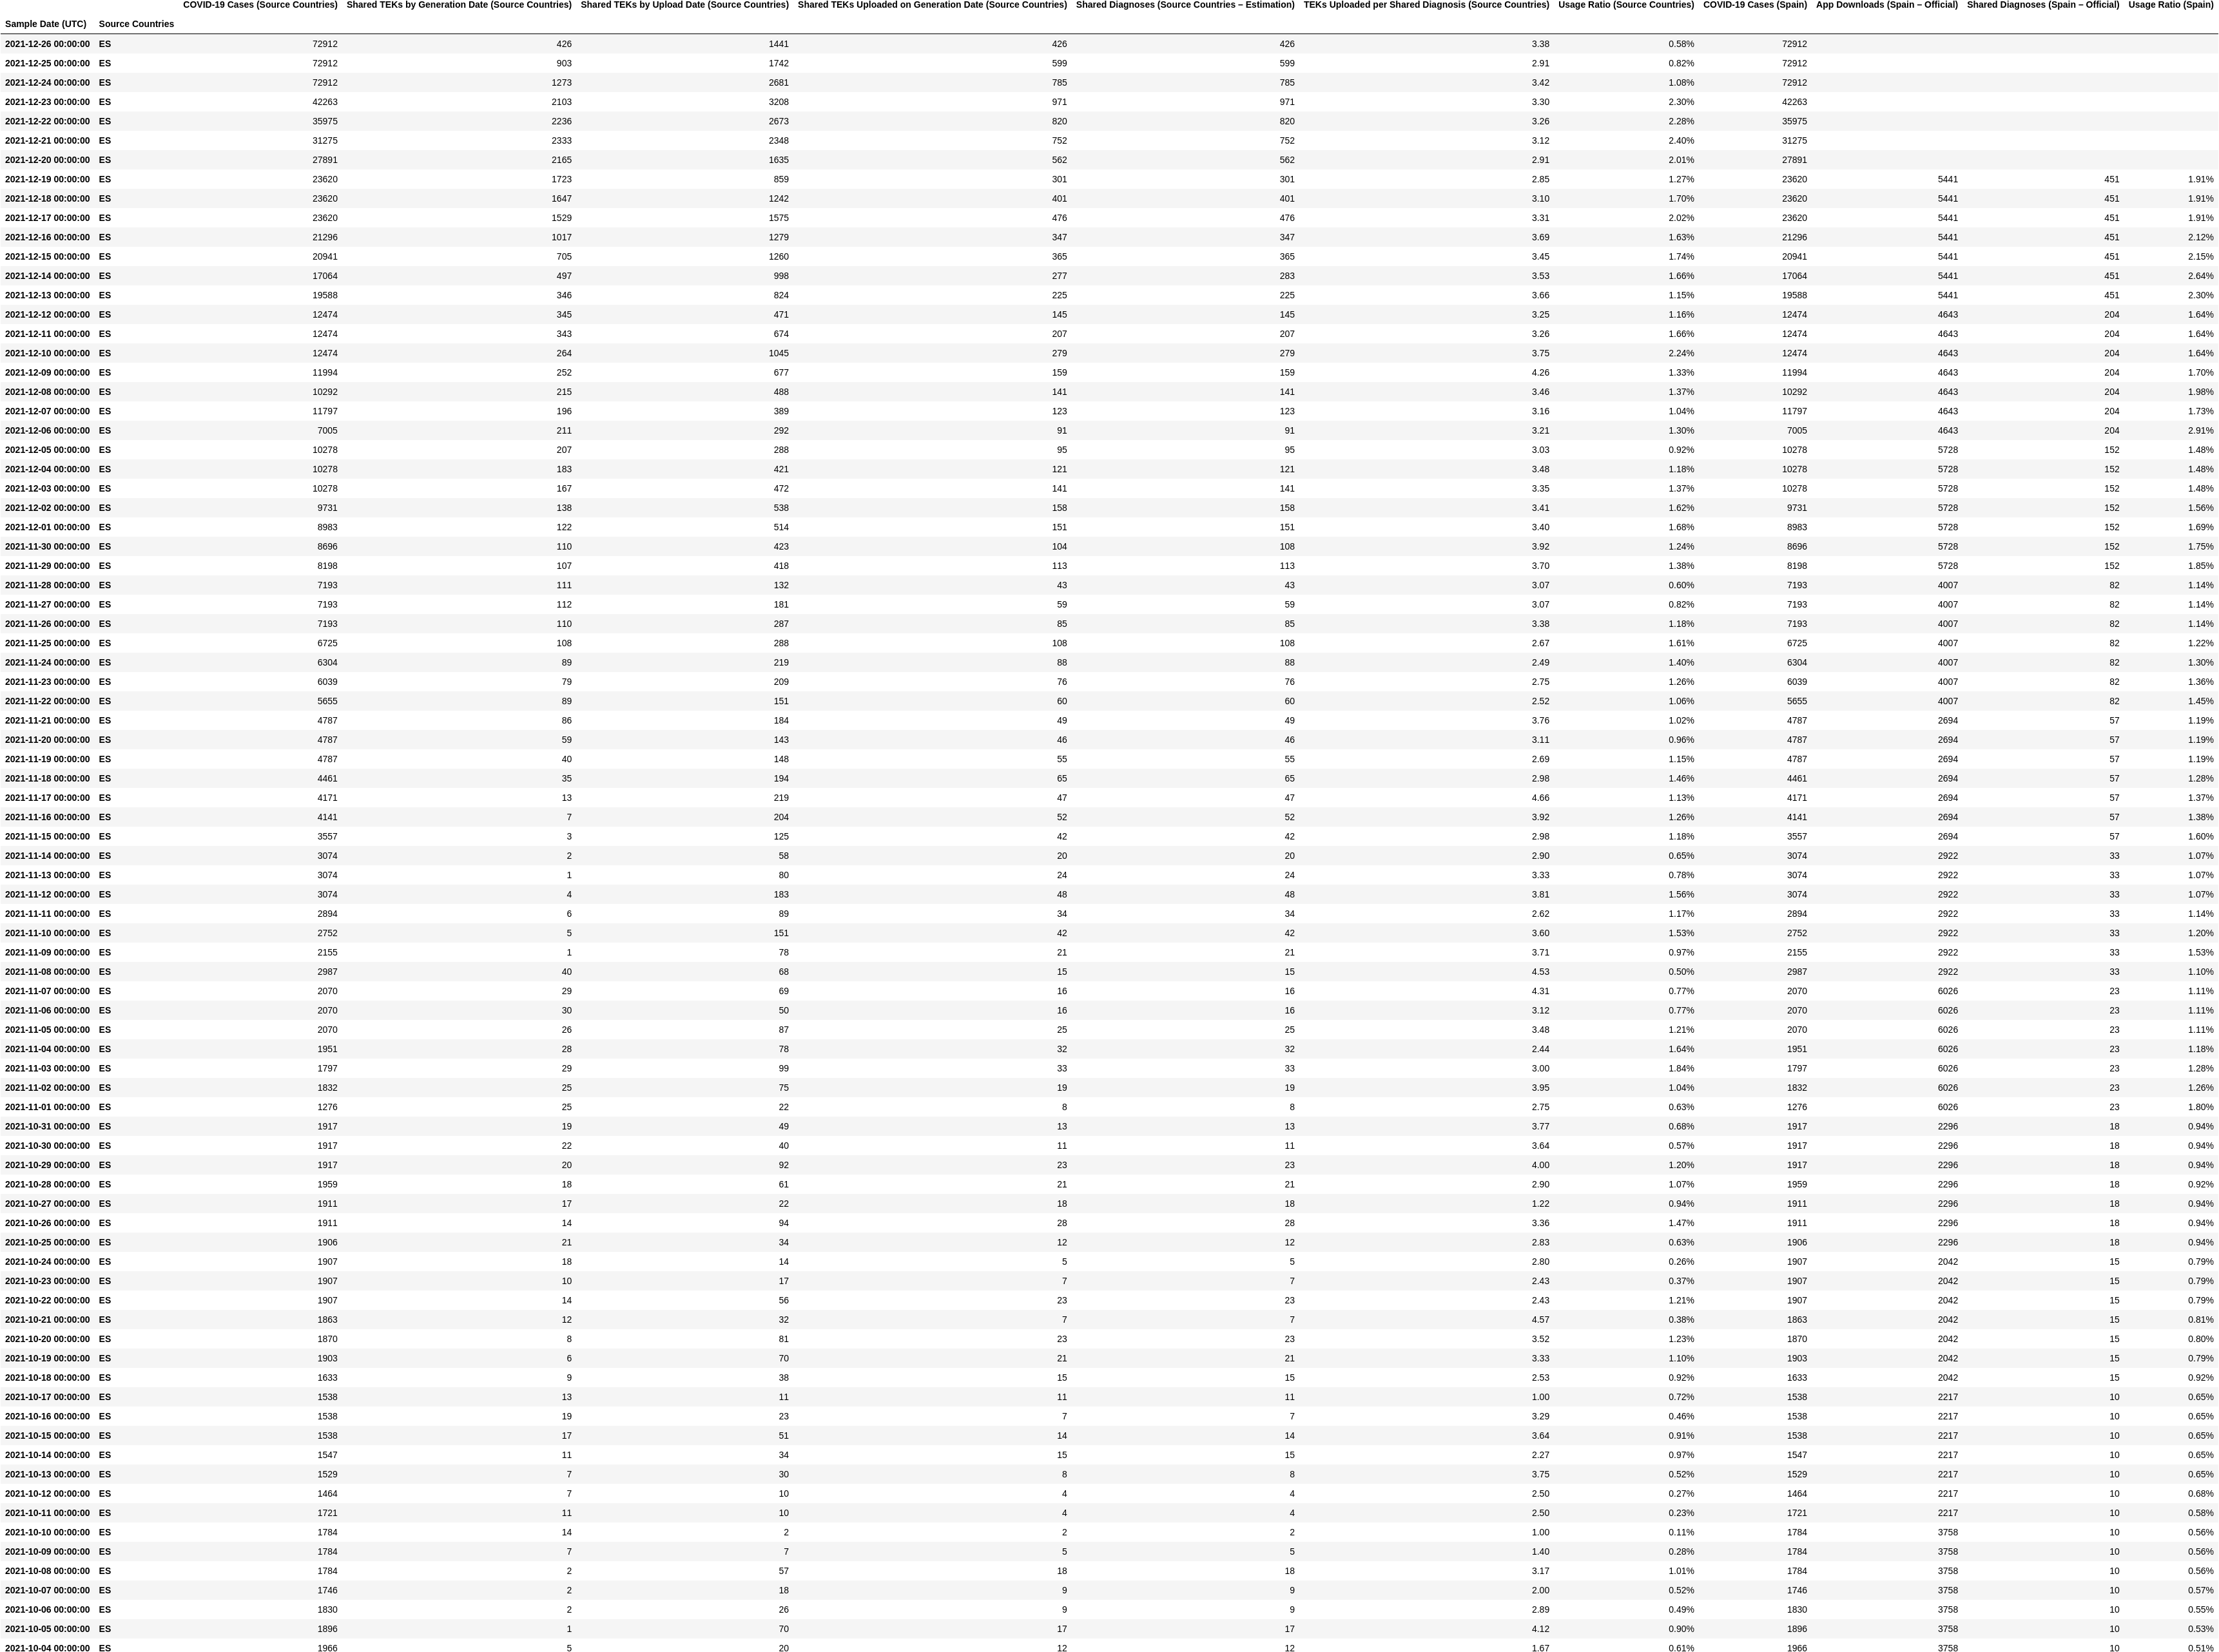 COVID-19 Cases (Source Countries) Shared TEKs by Generation Date (Source Countries) Shared TEKs by Upload Date (Source Countries) Shared TEKs Uploaded on Generation Date (Source Countries) Shared Diagnoses (Source Countries – Estimation) TEKs Uploaded per Shared Diagnosis (Source Countries) Usage Ratio (Source Countries) COVID-19 Cases (Spain) App Downloads (Spain – Official) Shared Diagnoses (Spain – Official) Usage Ratio (Spain)
Sample Date (UTC) Source Countries
2021-12-26 00:00:00 ES 72912 426 1441 426 426 3.38 0.58% 72912
2021-12-25 00:00:00 ES 72912 903 1742 599 599 2.91 0.82% 72912
2021-12-24 00:00:00 ES 72912 1273 2681 785 785 3.42 1.08% 72912
2021-12-23 00:00:00 ES 42263 2103 3208 971 971 3.30 2.30% 42263
2021-12-22 00:00:00 ES 35975 2236 2673 820 820 3.26 2.28% 35975
2021-12-21 00:00:00 ES 31275 2333 2348 752 752 3.12 2.40% 31275
2021-12-20 00:00:00 ES 27891 2165 1635 562 562 2.91 2.01% 27891
2021-12-19 00:00:00 ES 23620 1723 859 301 301 2.85 1.27% 23620 5441 451 1.91%
2021-12-18 00:00:00 ES 23620 1647 1242 401 401 3.10 1.70% 23620 5441 451 1.91%
2021-12-17 00:00:00 ES 23620 1529 1575 476 476 3.31 2.02% 23620 5441 451 1.91%
2021-12-16 00:00:00 ES 21296 1017 1279 347 347 3.69 1.63% 21296 5441 451 2.12%
2021-12-15 00:00:00 ES 20941 705 1260 365 365 3.45 1.74% 20941 5441 451 2.15%
2021-12-14 00:00:00 ES 17064 497 998 277 283 3.53 1.66% 17064 5441 451 2.64%
2021-12-13 00:00:00 ES 19588 346 824 225 225 3.66 1.15% 19588 5441 451 2.30%
2021-12-12 00:00:00 ES 12474 345 471 145 145 3.25 1.16% 12474 4643 204 1.64%
2021-12-11 00:00:00 ES 12474 343 674 207 207 3.26 1.66% 12474 4643 204 1.64%
2021-12-10 00:00:00 ES 12474 264 1045 279 279 3.75 2.24% 12474 4643 204 1.64%
2021-12-09 00:00:00 ES 11994 252 677 159 159 4.26 1.33% 11994 4643 204 1.70%
2021-12-08 00:00:00 ES 10292 215 488 141 141 3.46 1.37% 10292 4643 204 1.98%
2021-12-07 00:00:00 ES 11797 196 389 123 123 3.16 1.04% 11797 4643 204 1.73%
2021-12-06 00:00:00 ES 7005 211 292 91 91 3.21 1.30% 7005 4643 204 2.91%
2021-12-05 00:00:00 ES 10278 207 288 95 95 3.03 0.92% 10278 5728 152 1.48%
2021-12-04 00:00:00 ES 10278 183 421 121 121 3.48 1.18% 10278 5728 152 1.48%
2021-12-03 00:00:00 ES 10278 167 472 141 141 3.35 1.37% 10278 5728 152 1.48%
2021-12-02 00:00:00 ES 9731 138 538 158 158 3.41 1.62% 9731 5728 152 1.56%
2021-12-01 00:00:00 ES 8983 122 514 151 151 3.40 1.68% 8983 5728 152 1.69%
2021-11-30 00:00:00 ES 8696 110 423 104 108 3.92 1.24% 8696 5728 152 1.75%
2021-11-29 00:00:00 ES 8198 107 418 113 113 3.70 1.38% 8198 5728 152 1.85%
2021-11-28 00:00:00 ES 7193 111 132 43 43 3.07 0.60% 7193 4007 82 1.14%
2021-11-27 00:00:00 ES 7193 112 181 59 59 3.07 0.82% 7193 4007 82 1.14%
2021-11-26 00:00:00 ES 7193 110 287 85 85 3.38 1.18% 7193 4007 82 1.14%
2021-11-25 00:00:00 ES 6725 108 288 108 108 2.67 1.61% 6725 4007 82 1.22%
2021-11-24 00:00:00 ES 6304 89 219 88 88 2.49 1.40% 6304 4007 82 1.30%
2021-11-23 00:00:00 ES 6039 79 209 76 76 2.75 1.26% 6039 4007 82 1.36%
2021-11-22 00:00:00 ES 5655 89 151 60 60 2.52 1.06% 5655 4007 82 1.45%
2021-11-21 00:00:00 ES 4787 86 184 49 49 3.76 1.02% 4787 2694 57 1.19%
2021-11-20 00:00:00 ES 4787 59 143 46 46 3.11 0.96% 4787 2694 57 1.19%
2021-11-19 00:00:00 ES 4787 40 148 55 55 2.69 1.15% 4787 2694 57 1.19%
2021-11-18 00:00:00 ES 4461 35 194 65 65 2.98 1.46% 4461 2694 57 1.28%
2021-11-17 00:00:00 ES 4171 13 219 47 47 4.66 1.13% 4171 2694 57 1.37%
2021-11-16 00:00:00 ES 4141 7 204 52 52 3.92 1.26% 4141 2694 57 1.38%
2021-11-15 00:00:00 ES 3557 3 125 42 42 2.98 1.18% 3557 2694 57 1.60%
2021-11-14 00:00:00 ES 3074 2 58 20 20 2.90 0.65% 3074 2922 33 1.07%
2021-11-13 00:00:00 ES 3074 1 80 24 24 3.33 0.78% 3074 2922 33 1.07%
2021-11-12 00:00:00 ES 3074 4 183 48 48 3.81 1.56% 3074 2922 33 1.07%
2021-11-11 00:00:00 ES 2894 6 89 34 34 2.62 1.17% 2894 2922 33 1.14%
2021-11-10 00:00:00 ES 2752 5 151 42 42 3.60 1.53% 2752 2922 33 1.20%
2021-11-09 00:00:00 ES 2155 1 78 21 21 3.71 0.97% 2155 2922 33 1.53%
2021-11-08 00:00:00 ES 2987 40 68 15 15 4.53 0.50% 2987 2922 33 1.10%
2021-11-07 00:00:00 ES 2070 29 69 16 16 4.31 0.77% 2070 6026 23 1.11%
2021-11-06 00:00:00 ES 2070 30 50 16 16 3.12 0.77% 2070 6026 23 1.11%
2021-11-05 00:00:00 ES 2070 26 87 25 25 3.48 1.21% 2070 6026 23 1.11%
2021-11-04 00:00:00 ES 1951 28 78 32 32 2.44 1.64% 1951 6026 23 1.18%
2021-11-03 00:00:00 ES 1797 29 99 33 33 3.00 1.84% 1797 6026 23 1.28%
2021-11-02 00:00:00 ES 1832 25 75 19 19 3.95 1.04% 1832 6026 23 1.26%
2021-11-01 00:00:00 ES 1276 25 22 8 8 2.75 0.63% 1276 6026 23 1.80%
2021-10-31 00:00:00 ES 1917 19 49 13 13 3.77 0.68% 1917 2296 18 0.94%
2021-10-30 00:00:00 ES 1917 22 40 11 11 3.64 0.57% 1917 2296 18 0.94%
2021-10-29 00:00:00 ES 1917 20 92 23 23 4.00 1.20% 1917 2296 18 0.94%
2021-10-28 00:00:00 ES 1959 18 61 21 21 2.90 1.07% 1959 2296 18 0.92%
2021-10-27 00:00:00 ES 1911 17 22 18 18 1.22 0.94% 1911 2296 18 0.94%
2021-10-26 00:00:00 ES 1911 14 94 28 28 3.36 1.47% 1911 2296 18 0.94%
2021-10-25 00:00:00 ES 1906 21 34 12 12 2.83 0.63% 1906 2296 18 0.94%
2021-10-24 00:00:00 ES 1907 18 14 5 5 2.80 0.26% 1907 2042 15 0.79%
2021-10-23 00:00:00 ES 1907 10 17 7 7 2.43 0.37% 1907 2042 15 0.79%
2021-10-22 00:00:00 ES 1907 14 56 23 23 2.43 1.21% 1907 2042 15 0.79%
2021-10-21 00:00:00 ES 1863 12 32 7 7 4.57 0.38% 1863 2042 15 0.81%
2021-10-20 00:00:00 ES 1870 8 81 23 23 3.52 1.23% 1870 2042 15 0.80%
2021-10-19 00:00:00 ES 1903 6 70 21 21 3.33 1.10% 1903 2042 15 0.79%
2021-10-18 00:00:00 ES 1633 9 38 15 15 2.53 0.92% 1633 2042 15 0.92%
2021-10-17 00:00:00 ES 1538 13 11 11 11 1.00 0.72% 1538 2217 10 0.65%
2021-10-16 00:00:00 ES 1538 19 23 7 7 3.29 0.46% 1538 2217 10 0.65%
2021-10-15 00:00:00 ES 1538 17 51 14 14 3.64 0.91% 1538 2217 10 0.65%
2021-10-14 00:00:00 ES 1547 11 34 15 15 2.27 0.97% 1547 2217 10 0.65%
2021-10-13 00:00:00 ES 1529 7 30 8 8 3.75 0.52% 1529 2217 10 0.65%
2021-10-12 00:00:00 ES 1464 7 10 4 4 2.50 0.27% 1464 2217 10 0.68%
2021-10-11 00:00:00 ES 1721 11 10 4 4 2.50 0.23% 1721 2217 10 0.58%
2021-10-10 00:00:00 ES 1784 14 2 2 2 1.00 0.11% 1784 3758 10 0.56%
2021-10-09 00:00:00 ES 1784 7 7 5 5 1.40 0.28% 1784 3758 10 0.56%
2021-10-08 00:00:00 ES 1784 2 57 18 18 3.17 1.01% 1784 3758 10 0.56%
2021-10-07 00:00:00 ES 1746 2 18 9 9 2.00 0.52% 1746 3758 10 0.57%
2021-10-06 00:00:00 ES 1830 2 26 9 9 2.89 0.49% 1830 3758 10 0.55%
2021-10-05 00:00:00 ES 1896 1 70 17 17 4.12 0.90% 1896 3758 10 0.53%
2021-10-04 00:00:00 ES 1966 5 20 12 12 1.67 0.61% 1966 3758 10 0.51%